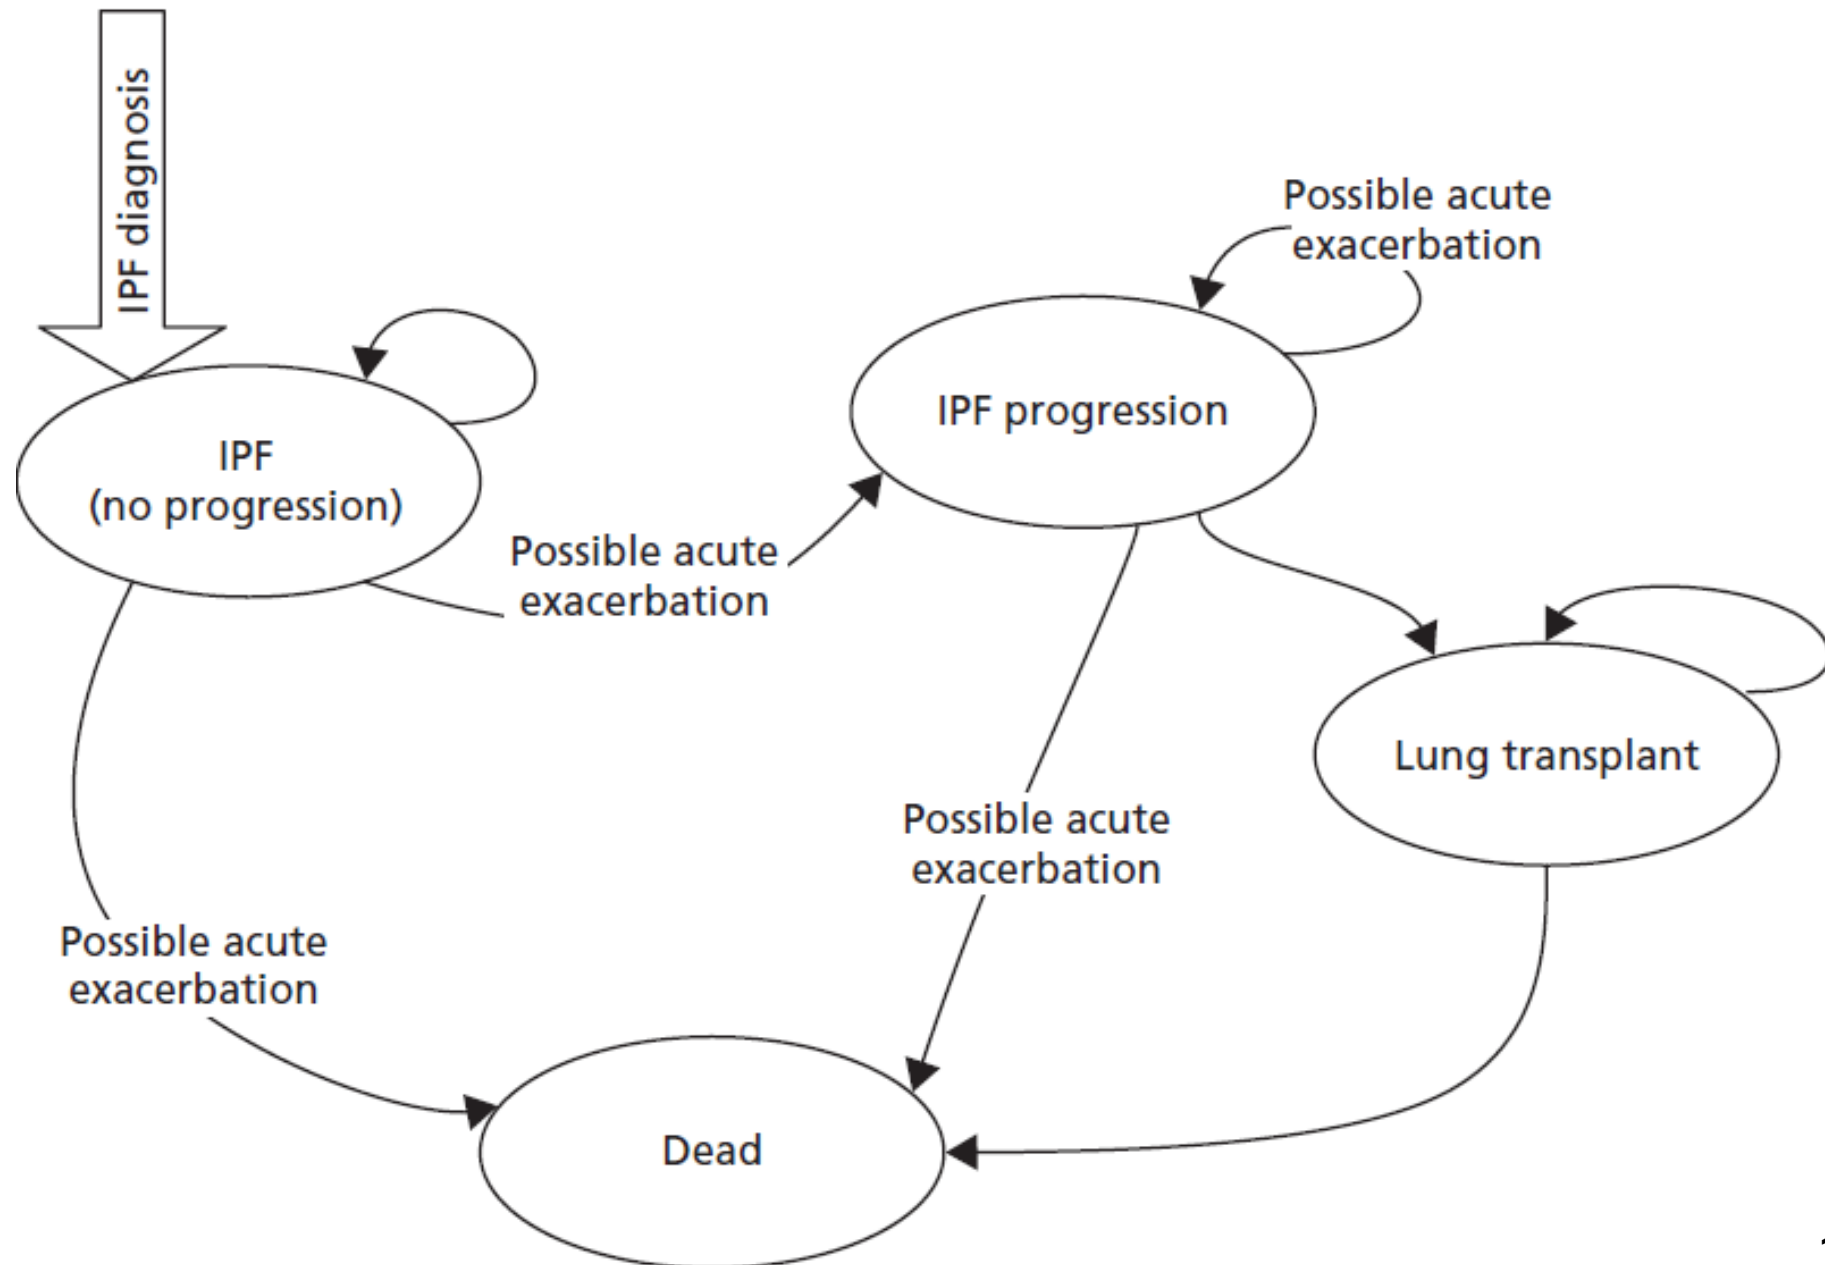 IPF diagnosis
Possible acute
exacerbation
IPF progression
IPF
(no progression)
Possible acute
exacerbation
Lung transplant
Possible acute
exacerbation
Possible acute
exacerbation
Dead